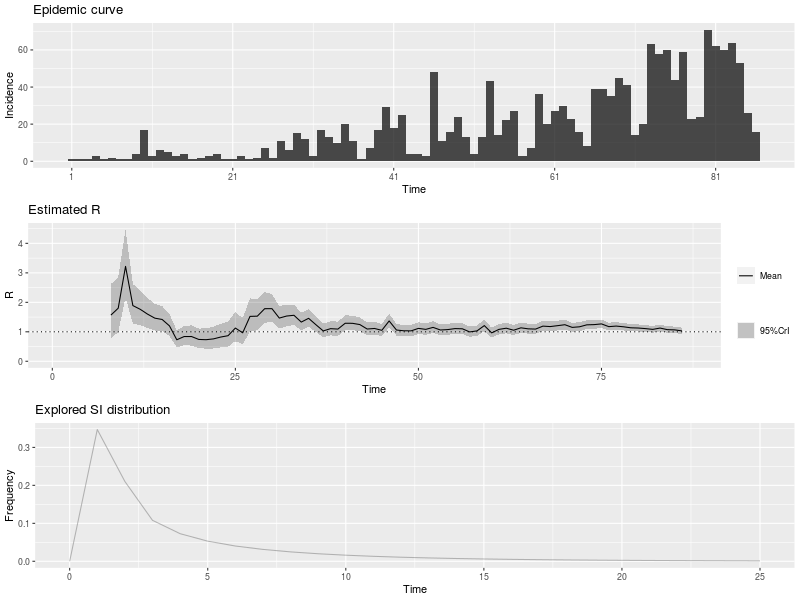 Epidemic curve
60
40
20
0
Incidence
1 21 41 61 81
Time
Estimated R
4
3
2
1
0
R
Mean
95%CrI
0 25 50 75
Time
Explored SI distribution
0.3
0.2
0.1
0.0
Frequency
0 5 10 15 20 25
Time